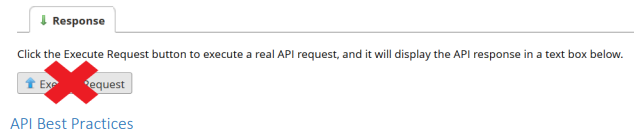 Response
Click the Execute Request button to execute a real API request, and it will display the API response in a text box below.
Request
API Best Practices